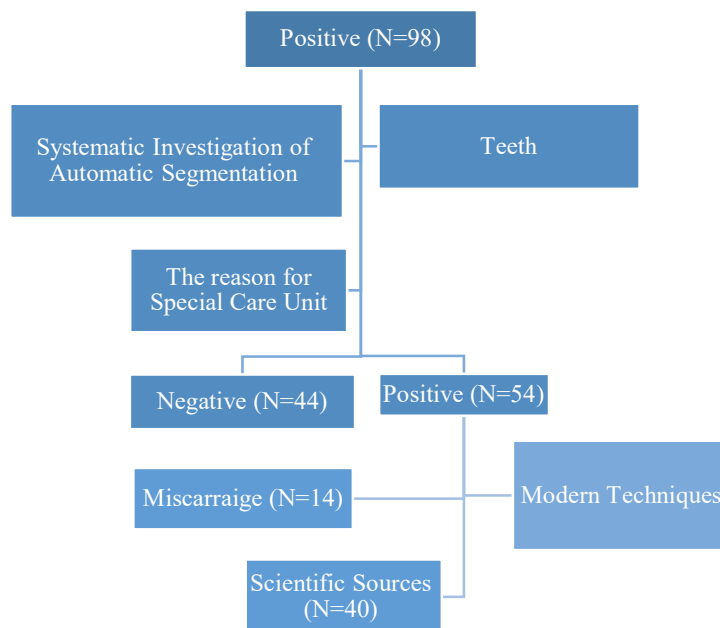 Positive (N=98)
Systematic Investigation of
Automatic Segmentation
Teeth
The reason for
Special Care Unit
Negative (N=44)
Positive (N=54)
Miscarraige (N=14)
Modern Techniques
Scientific Sources
(N=40)